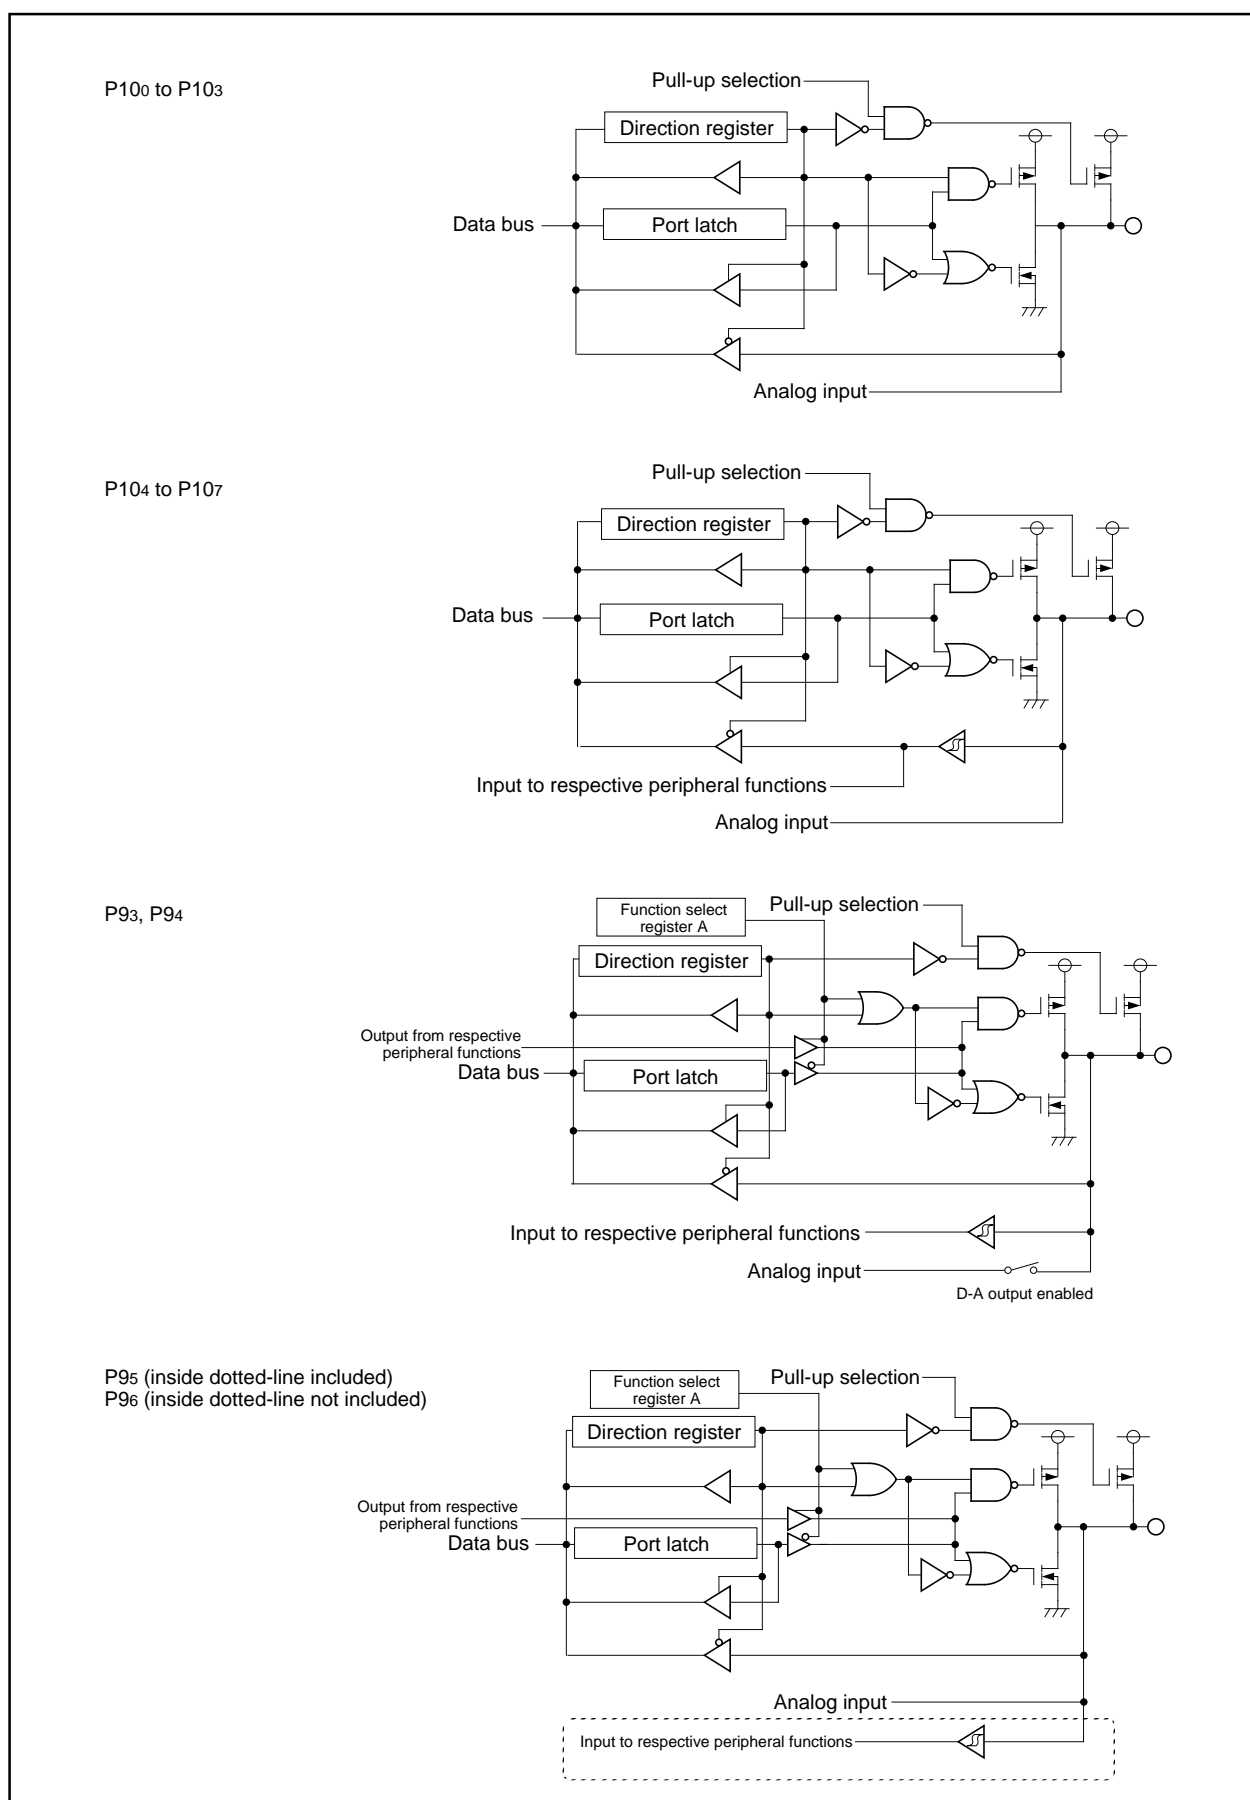 P100 to P103
Pull-up selection
Direction register
Data bus
Port latch
Analog input
P104 to P107
Pull-up selection
Direction register
Data bus
Port latch
Input to respective peripheral functions
Analog input
P93, P94
Function select
register A
Pull-up selection
Direction register
Output from respective
peripheral functions
Data bus
Port latch
Input to respective peripheral functions
Analog input
D-A output enabled
P95 (inside dotted-line included)
P96 (inside dotted-line not included)
Function select
register A
Pull-up selection
Direction register
Output from respective
peripheral functions
Data bus
Port latch
Analog input
Input to respective peripheral functions